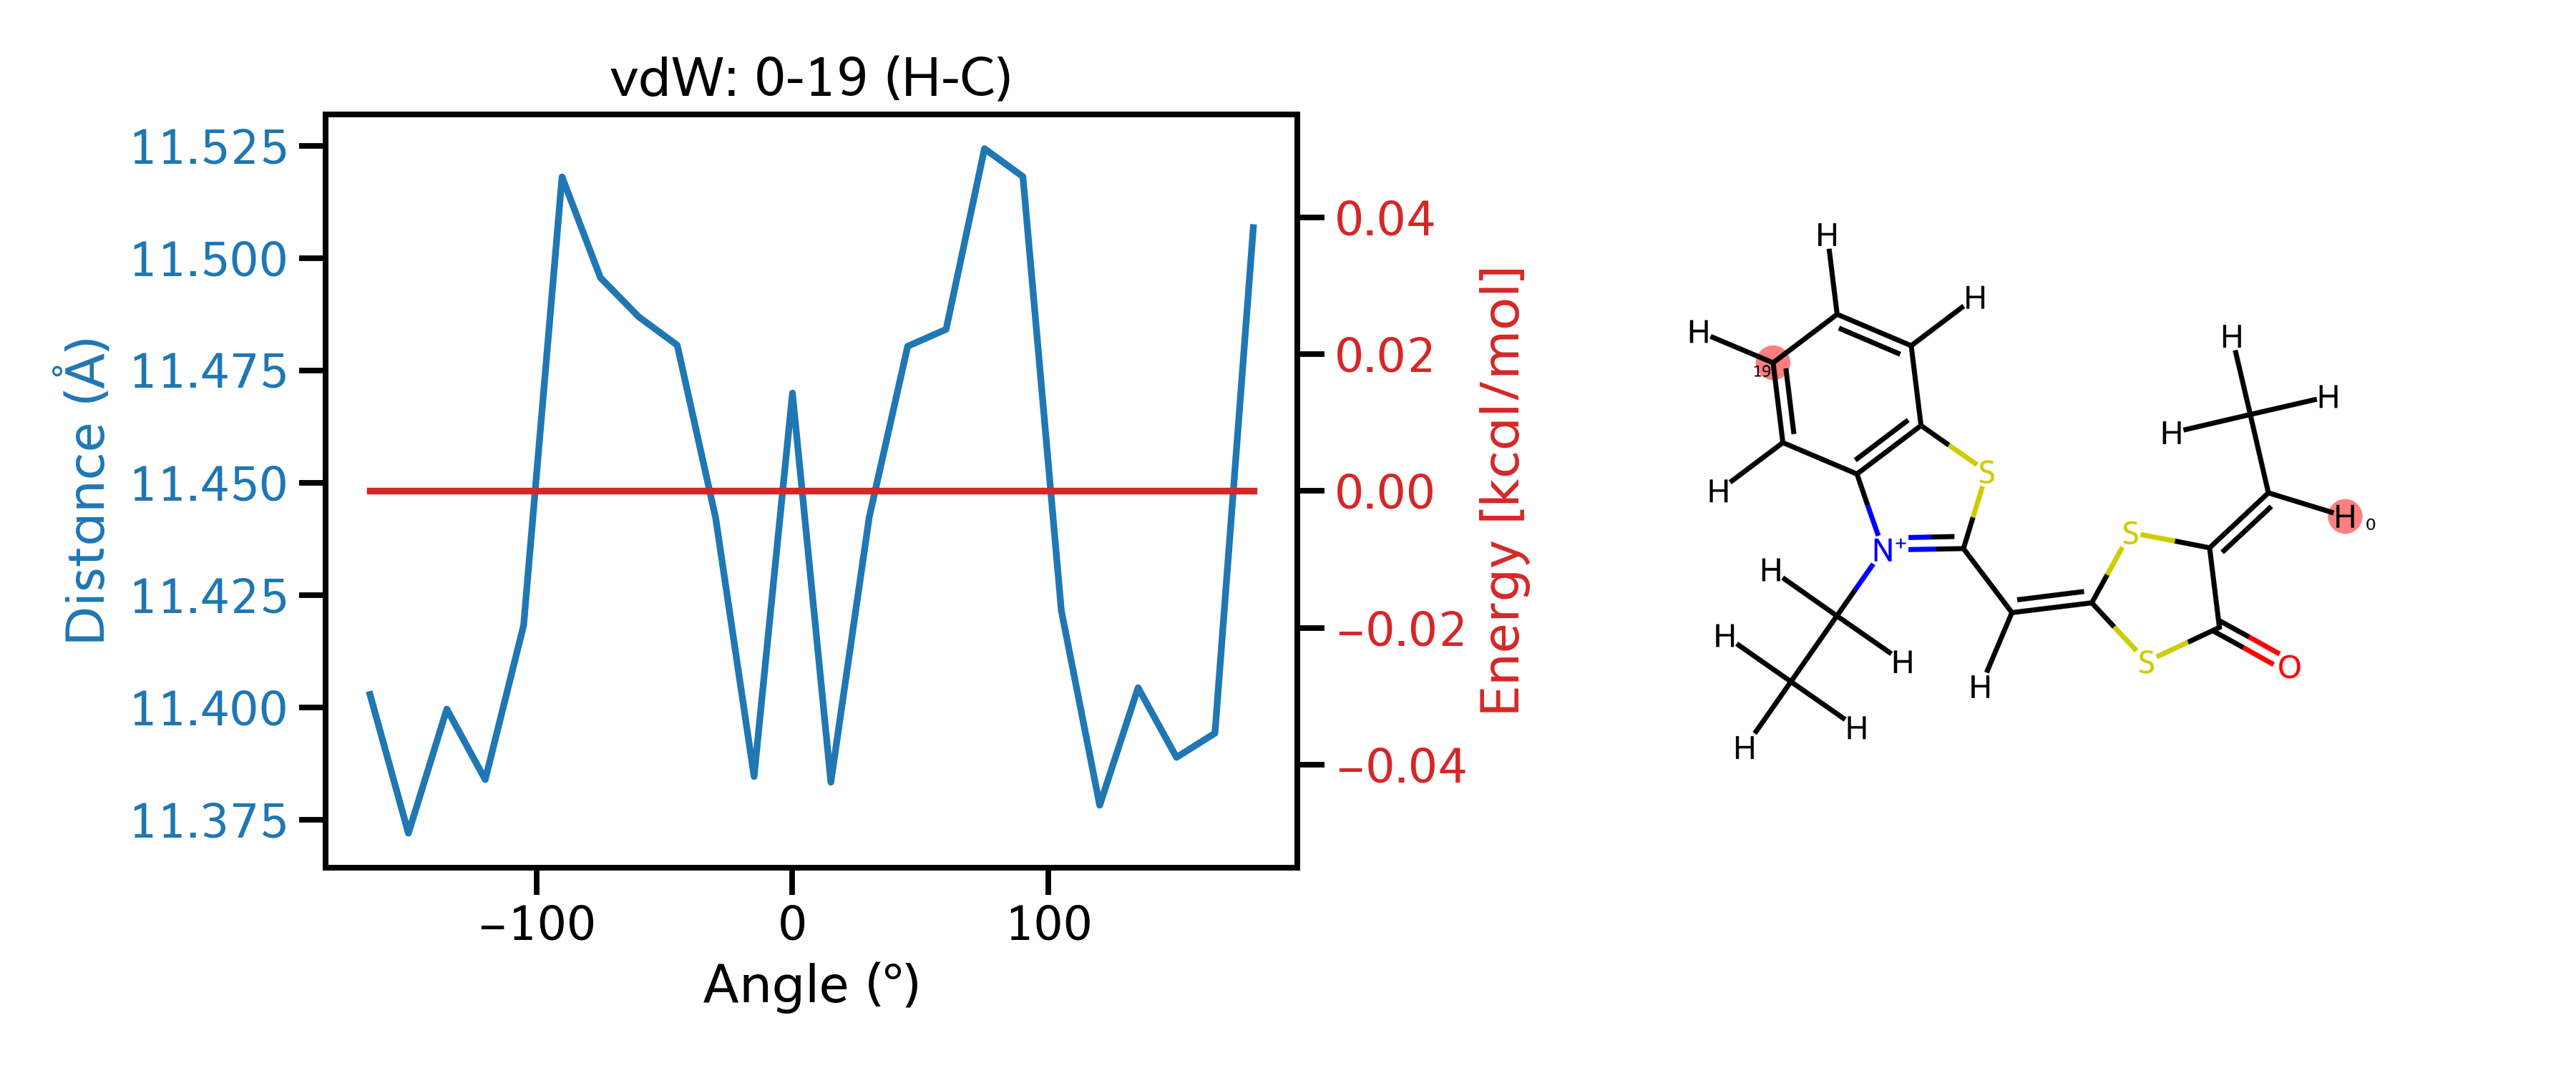 vdW: 0-19 (H-C)
11.525
11.500
11.475
11.450
11.425
11.400
11.375
Distance (Å)
0.04
0.02
0.00
−0.02
−0.04
Energy [kcal/mol]
−100
0
100
Angle (°)
H
H
H
19
H
S
N+
H
H
H
H
H
H
H
S
S
O
H
H
H
H 0